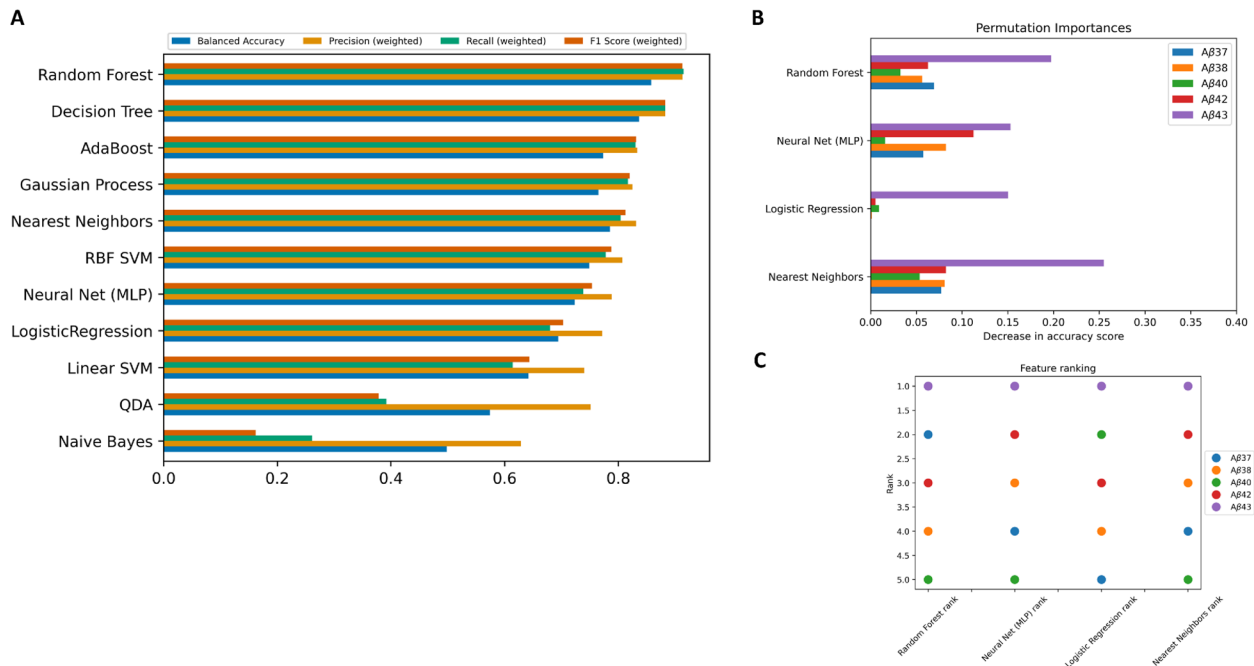 A
Balanced Accuracy
Precision (weighted)
Recall (weighted)
F1 Score (weighted)
Random Forest
Decision Tree
AdaBoost
Gaussian Process
Nearest Neighbors
RBF SVM
Neural Net (MLP)
LogisticRegression
Linear SVM
QDA
Naive Bayes
0.0
0.2
0.4
0.6
0.8
B
Permutation Importances
Aβ37
Aβ38
Aβ40
Aβ42
Aβ43
Random Forest
Neural Net (MLP)
Logistic Regression
Nearest Neighbors
0.00
0.05
0.10
0.15
0.20
0.25
0.30
0.35
0.40
Decrease in accuracy score
C
Feature ranking
Rank
1.0
1.5
2.0
2.5
3.0
3.5
4.0
4.5
5.0
Aβ37
Aβ38
Aβ40
Aβ42
Aβ43
Random Forest rank
Neural Net (MLP) rank
Logistic Regression rank
Nearest Neighbors rank